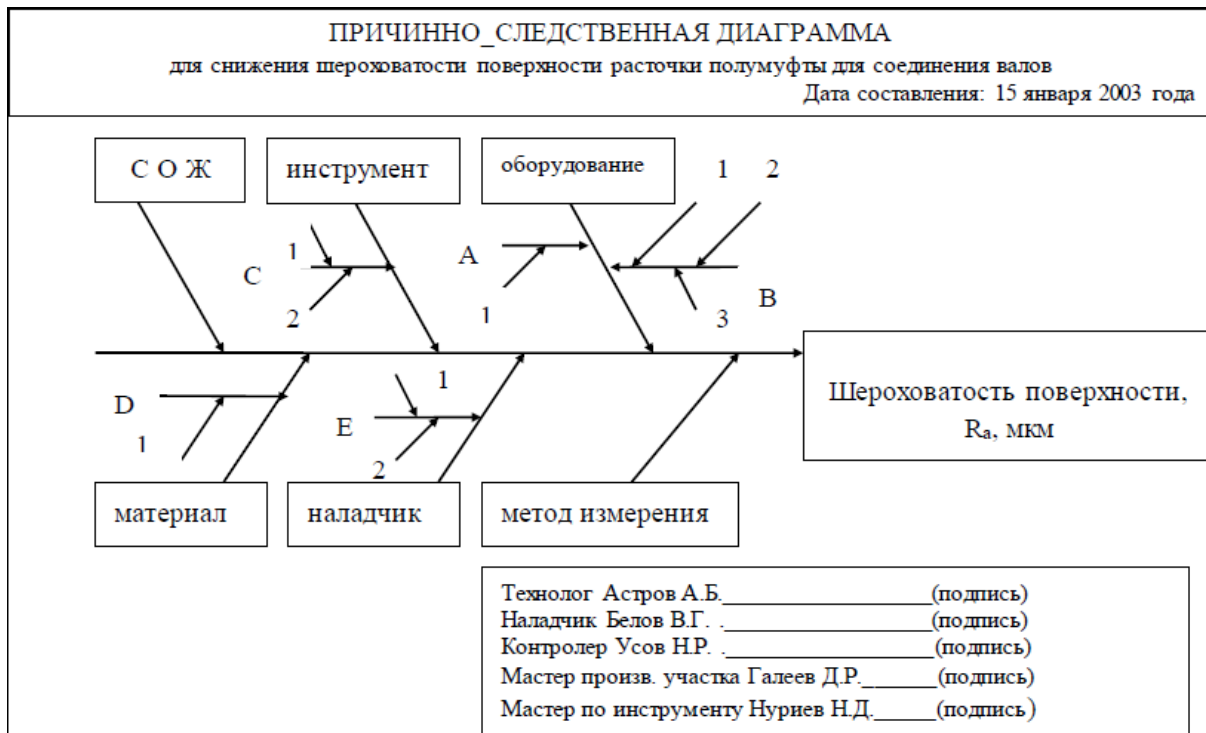 ПРИЧИННО_СЛЕДСТВЕННАЯ ДИАГРАММА
для снижения шероховатости поверхности расточки полумуфты для соединения валов
Дата составления: 15 января 2003 года
С О Ж
инструмент
оборудование
1 2
1
A
C
B
2
1
3
1
D
E
1
2
Шероховатость поверхности,
Rа, мкм
материал
наладчик
метод измерения
Технолог Астров А.Б.__________________(подпись)
Наладчик Белов В.Г. .__________________(подпись)
Контролер Усов Н.Р. .__________________(подпись)
Мастер произв. участка Галеев Д.Р.______(подпись)
Мастер по инструменту Нуриев Н.Д._____(подпись)